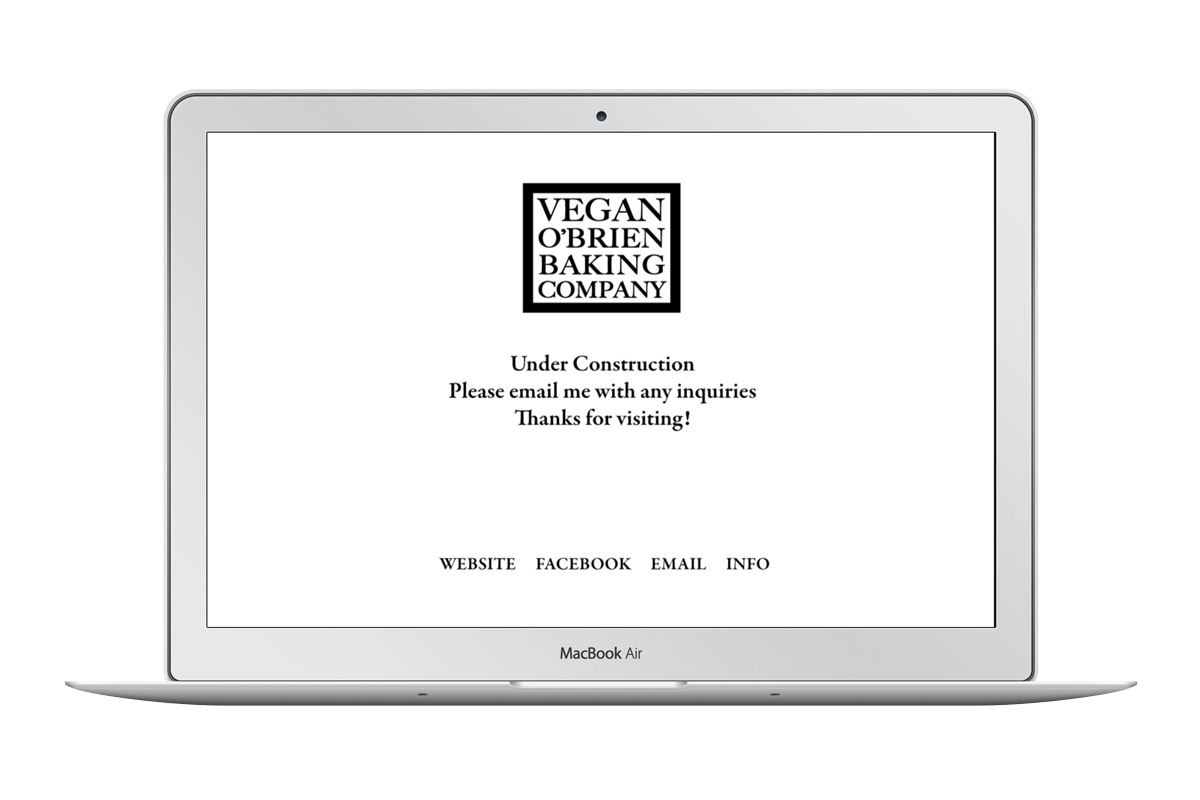 VEGAN
O’BRIEN
BAKING
COMPANY
Under Construction
Please email me with any inquiries
Thanks for visiting!
WEBSITE FACEBOOK EMAIL INFO
MacBook Air